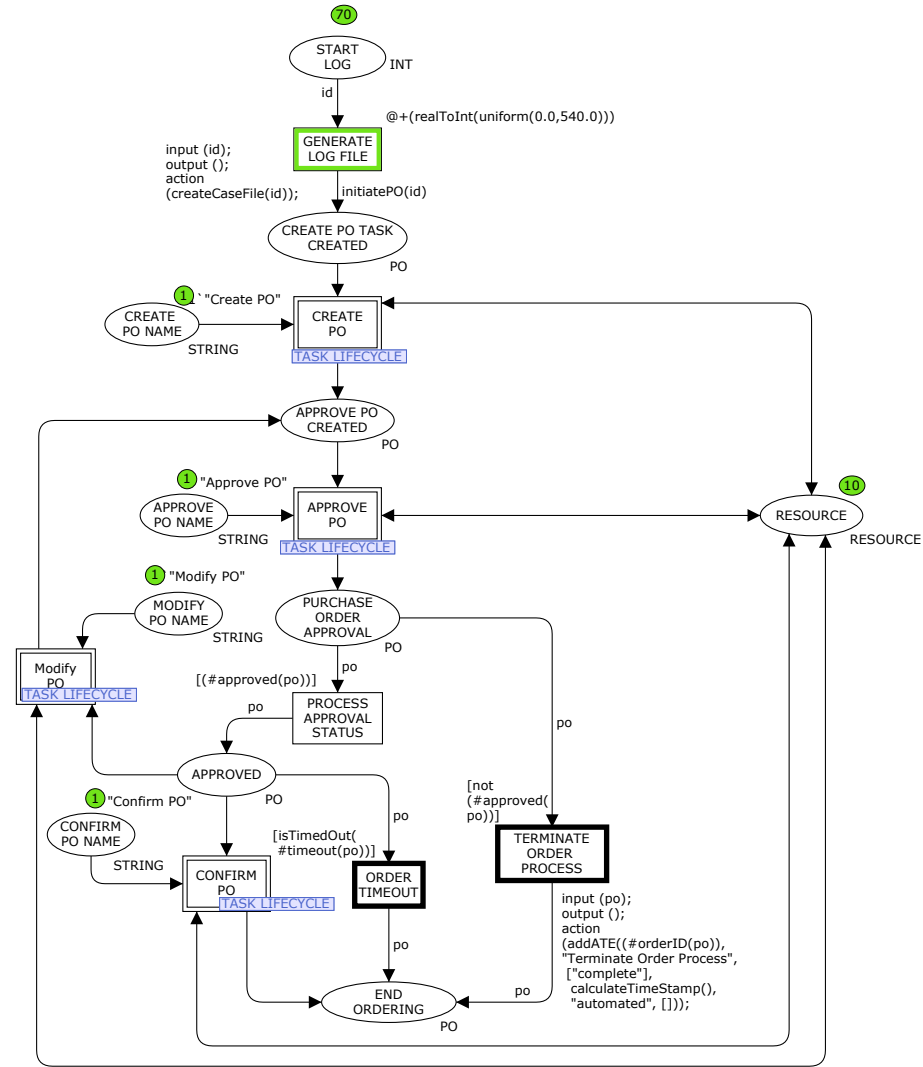 70
START
LOG
INT
id
@+(realToInt(uniform(0.0,540.0)))
GENERATE
LOG FILE
input (id);
output ();
action
(createCaseFile(id));
initiatePO(id)
CREATE PO TASK
CREATED
PO
1
1`"Create PO"
CREATE
PO NAME
STRING
CREATE
PO
TASK LIFECYCLE
APPROVE PO
CREATED
PO
1
"Approve PO"
APPROVE
PO NAME
STRING
APPROVE
PO
TASK LIFECYCLE
10
RESOURCE
RESOURCE
1
"Modify PO"
MODIFY
PO NAME
STRING
Modify
PO
TASK LIFECYCLE
PURCHASE
ORDER
APPROVAL
PO
po
[(#approved(po))]
PROCESS
APPROVAL
STATUS
po
po
APPROVED
PO
1
"Confirm PO"
CONFIRM
PO NAME
STRING
CONFIRM
PO
TASK LIFECYCLE
po
[isTimedOut(
#timeout(po))]
ORDER
TIMEOUT
po
[not
(#approved(
po))]
TERMINATE
ORDER
PROCESS
input (po);
output ();
action
(addATE((#orderID(po)),
"Terminate Order Process",
["complete"],
calculateTimeStamp(),
"automated", []));
po
END
ORDERING
PO